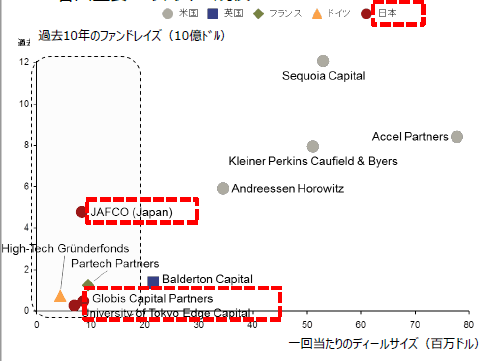 米国 英国 フランス ドイツ 日本
過去10年のファンドレイズ（10億ドル）
12
Sequoia Capital
10
Accel Partners
8
Kleiner Perkins Caufield & Byers
6
Andreessen Horowitz
JAFCO (Japan)
4
High-Tech Gründerfonds
Partech Partners
2
Balderton Capital
Globis Capital Partners
University of Tokyo Edge Capital
0
0 10 20 30 40 50 60 70 80
一回当たりのディールサイズ（百万ドル）